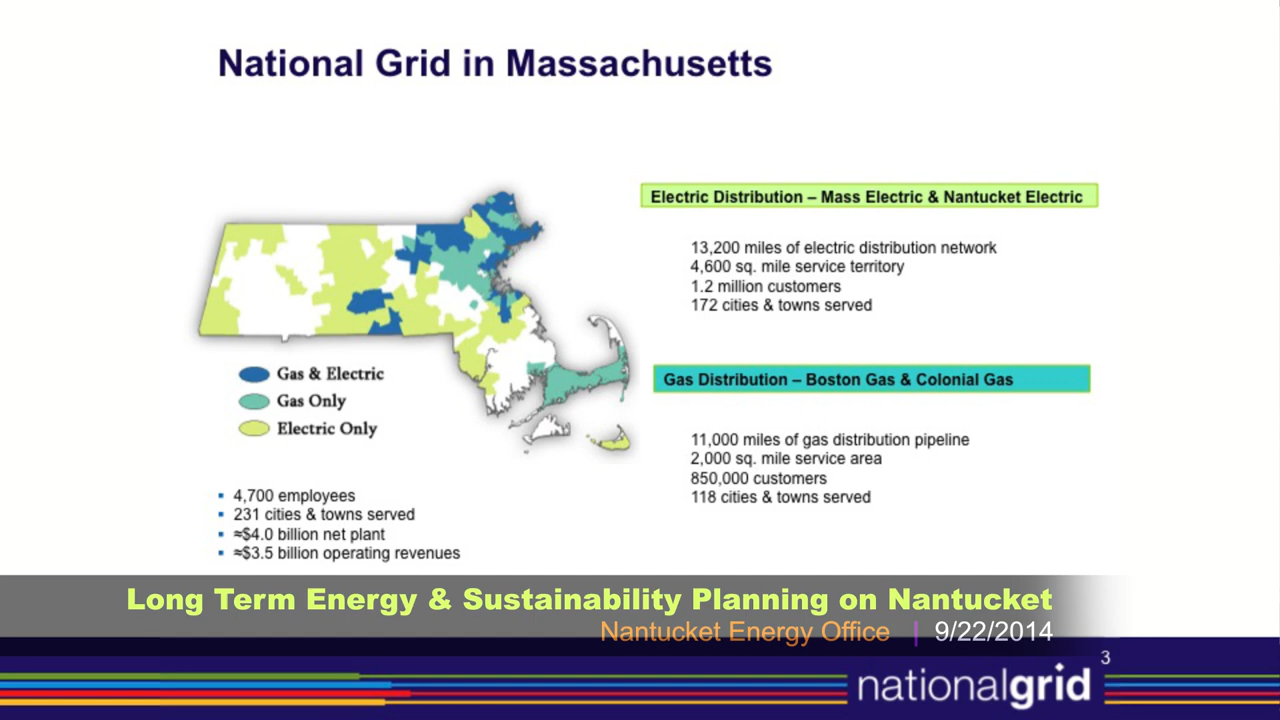 National Grid in Massachusetts
Electric Distribution – Mass Electric & Nantucket Electric
13,200 miles of electric distribution network
4,600 sq. mile service territory
1.2 million customers
172 cities & towns served
Gas & Electric
Gas Only
Electric Only
Gas Distribution – Boston Gas & Colonial Gas
11,000 miles of gas distribution pipeline
2,000 sq. mile service area
850,000 customers
118 cities & towns served
▪ 4,700 employees
▪ 231 cities & towns served
▪ ≈$4.0 billion net plant
▪ ≈$3.5 billion operating revenues
Long Term Energy & Sustainability Planning on Nantucket
Nantucket Energy Office | 9/22/2014
3
nationalgrid